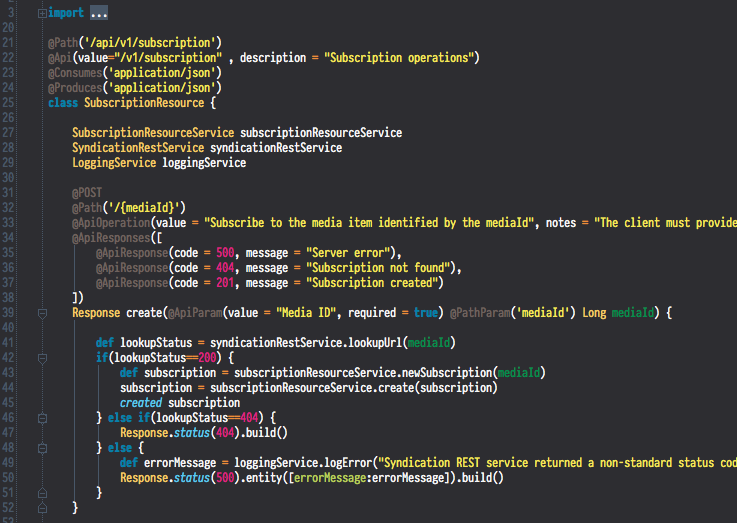 3 import ...
20
21 @Path('/api/v1/subscription')
22 @Api(value="/v1/subscription" , description = "Subscription operations")
23 @Consumes('application/json')
24 @Produces('application/json')
25 class SubscriptionResource {
26
27 SubscriptionResourceService subscriptionResourceService
28 SyndicationRestService syndicationRestService
29 LoggingService loggingService
30
31 @POST
32 @Path('/{mediaId}')
33 @ApiOperation(value = "Subscribe to the media item identified by the mediaId", notes = "The client must provide
34 @ApiResponses([
35 @ApiResponse(code = 500, message = "Server error"),
36 @ApiResponse(code = 404, message = "Subscription not found"),
37 @ApiResponse(code = 201, message = "Subscription created")
38 ])
39 Response create(@ApiParam(value = "Media ID", required = true) @PathParam('mediaId') Long mediaId) {
40
41 def lookupStatus = syndicationRestService.lookupUrl(mediaId)
42 if(lookupStatus==200) {
43 def subscription = subscriptionResourceService.newSubscription(mediaId)
44 subscription = subscriptionResourceService.create(subscription)
45 created subscription
46 } else if(lookupStatus==404) {
47 Response.status(404).build()
48 } else {
49 def errorMessage = loggingService.logError("Syndication REST service returned a non-standard status cod
50 Response.status(500).entity([errorMessage:errorMessage]).build()
51 }
52 }